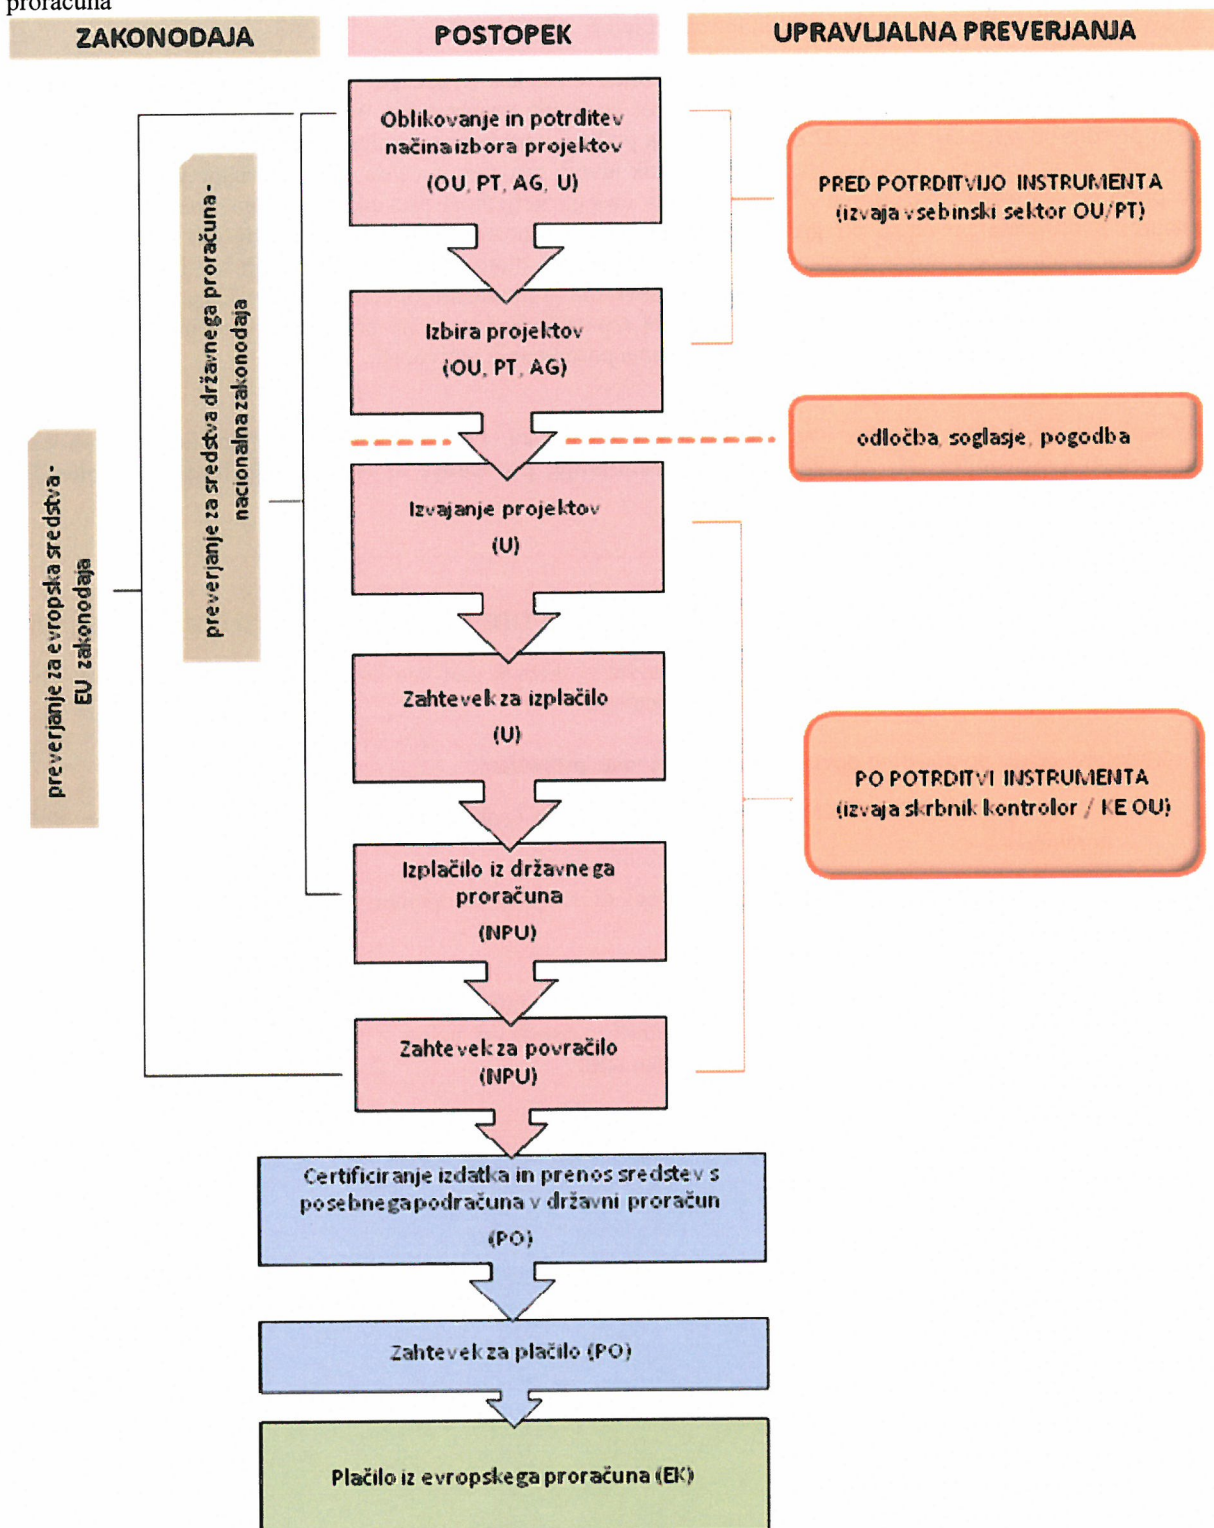 proračuna
ZAKONODAJA
POSTOPEK
UPRAVLJALNA PREVERJANJA
Oblikovanje in potrditev
načina izbora projektov
(OU, PT, AG, U)
PRED POTRDITVIJO INSTRUMENTA
(izvaja vsebinski sektor OU/PT)
preverjanje za sredstva državnega proračuna -
nacionalna zakonodaja
Izbira projektov
(OU, PT, AG)
odločba, soglasje, pogodba
preverjanje za evropska sredstva -
EU zakonodaja
Izvajanje projektov
(U)
Zahtevek za izplačilo
(U)
PO POTRDITVI INSTRUMENTA
(izvaja skrbnik kontrolor / KE OU)
Izplačilo iz državnega
proračuna
(NPU)
Zahtevek za povračilo
(NPU)
Certificiranje izdatka in prenos sredstev s
posebnega podračuna v državni proračun
(PO)
Zahtevek za plačilo (PO)
Plačilo iz evropskega proračuna (EK)